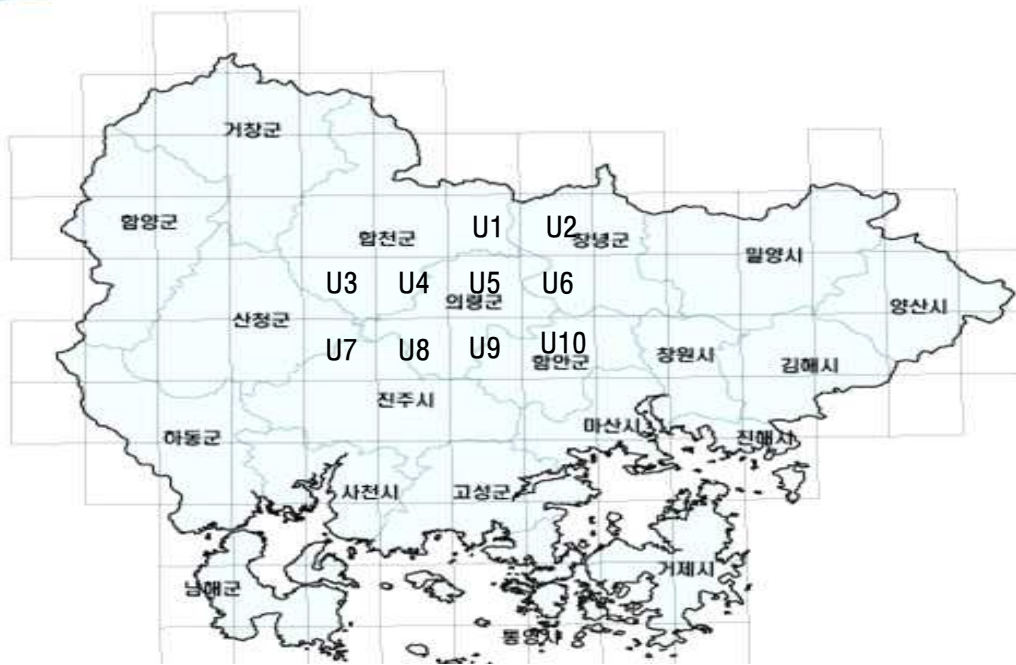 거창군
함양군
합천군
U1
U2
창녕군
밀양시
U3
U4
U5
U6
의령군
양산시
산청군
U7
U8
U9
U10
함안군
창원시
김해시
진주시
하동군
마산시
진해시
사천시
고성군
거제시
남해군
통영시